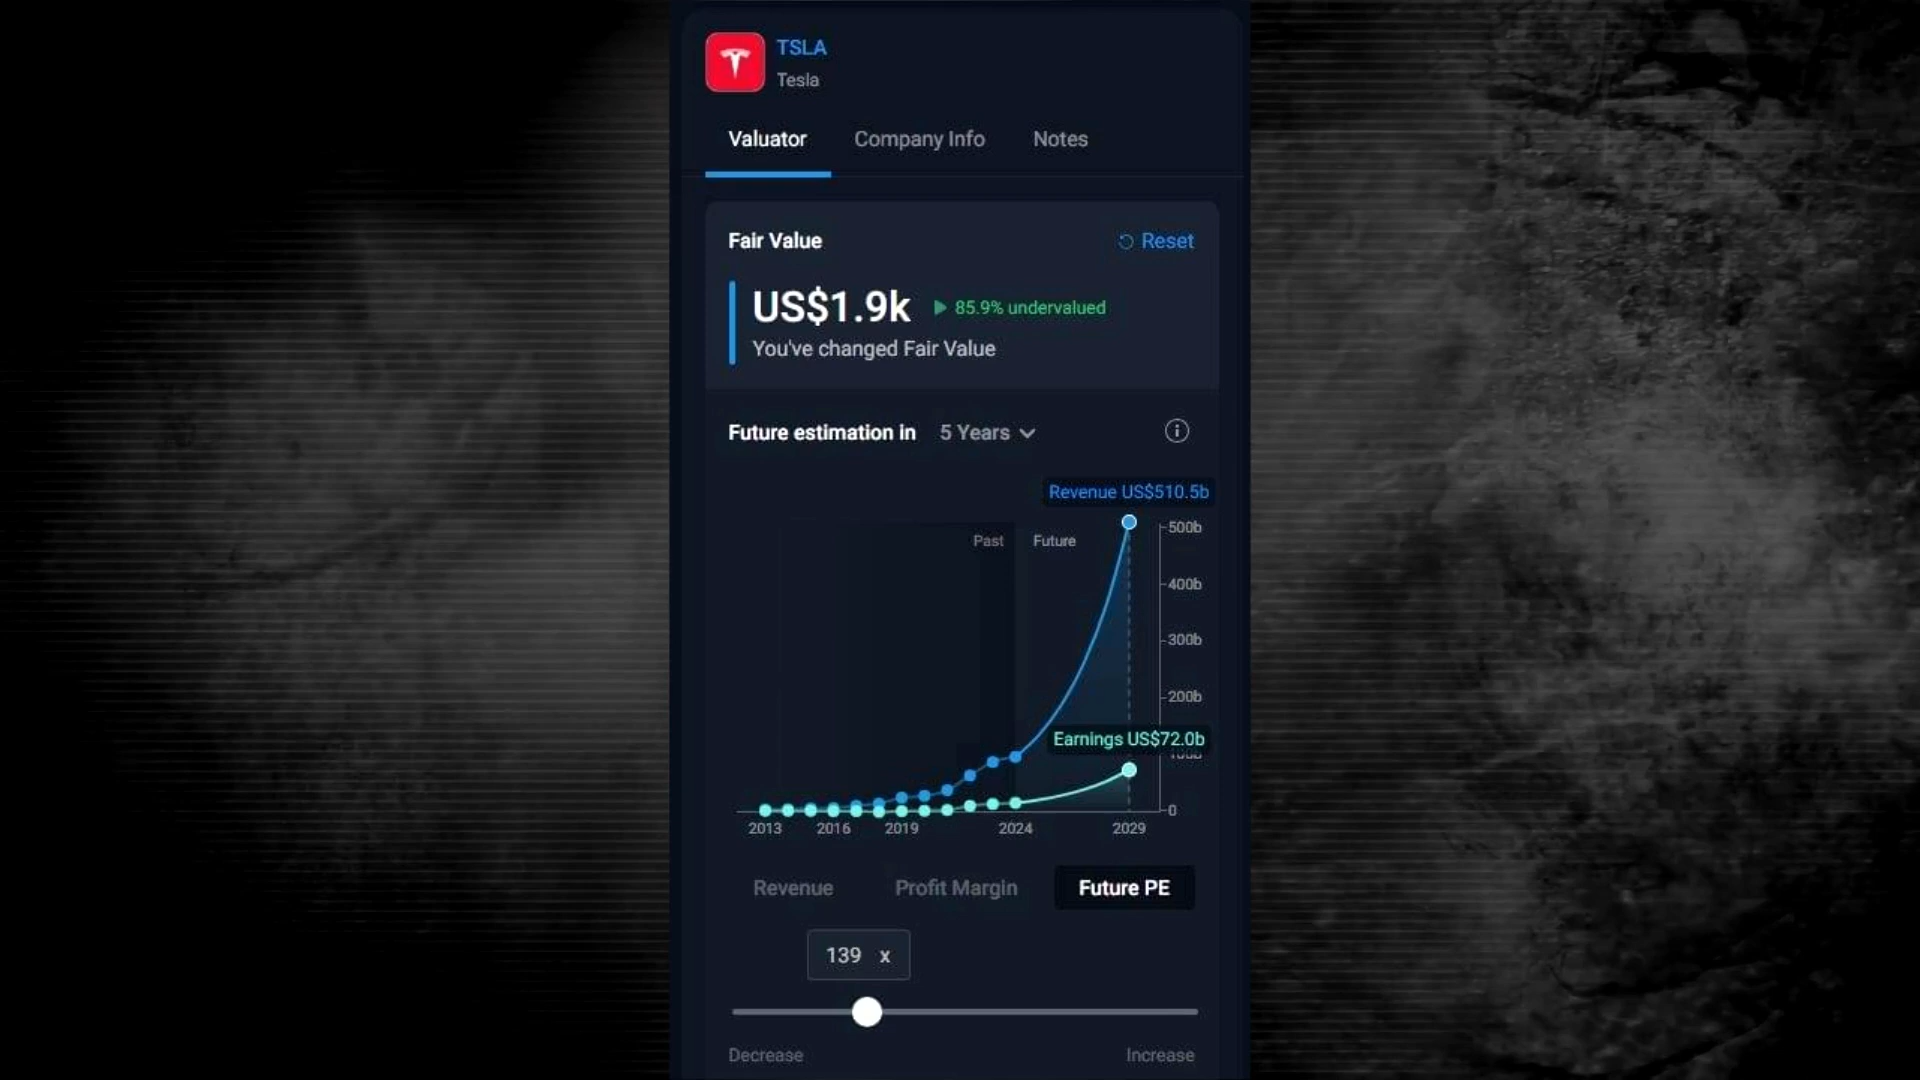 TSLA
Tesla
Valuator Company Info Notes
Fair Value Reset
US$1.9k 85.9% undervalued
You've changed Fair Value
Future estimation in 5 Years
Revenue US$510.5b
500b
Past Future
400b
300b
200b
Earnings US$72.0b
100b
0
2013 2016 2019 2024 2029
Revenue Profit Margin Future PE
139 x
Decrease Increase